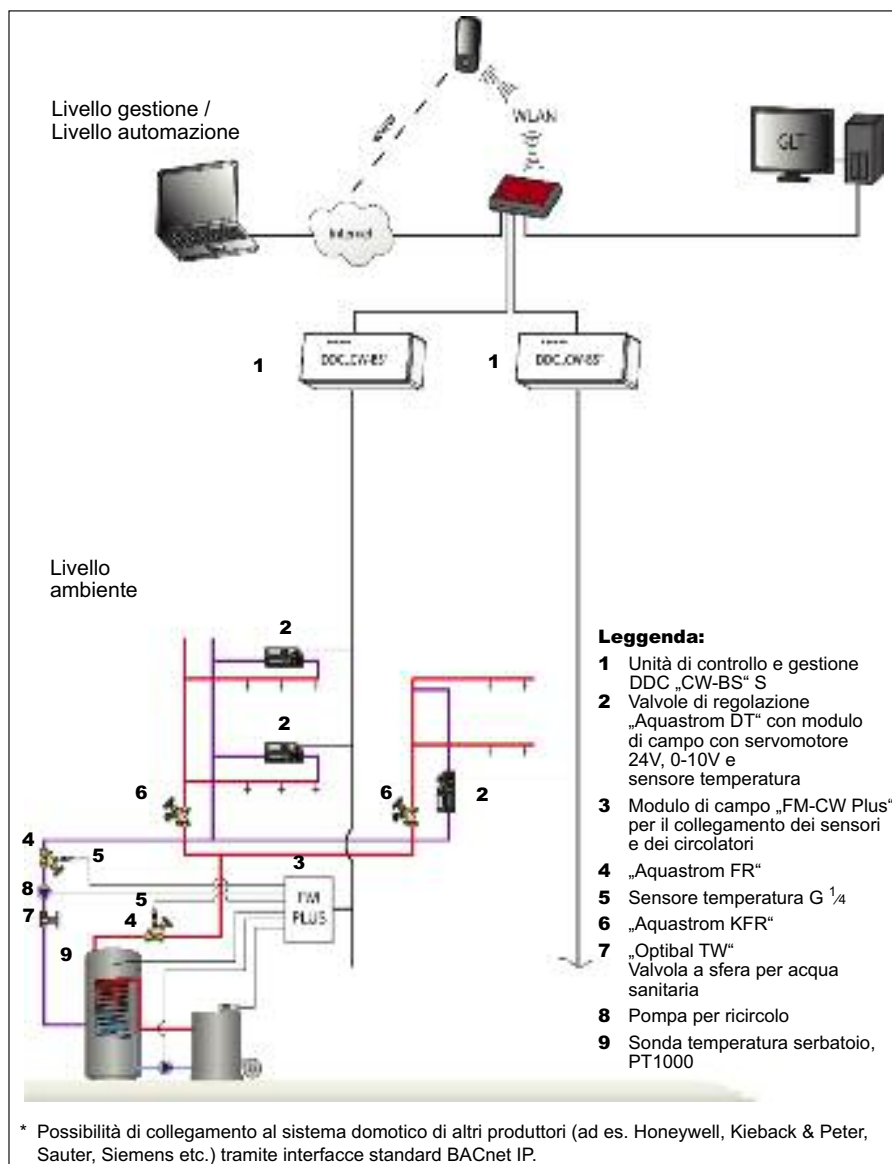 Livello gestione /
Livello automazione
www
WLAN
GLT
Internet
1
DDC„CW-BS"
1
DDC„CW-BS"
Livello
ambiente
2
2
6
6
2
4
5
3
8
5
FM
PLUS
7
4
9
Leggenda:
1 Unità di controllo e gestione
DDC „CW-BS“ S
2 Valvole di regolazione
„Aquastrom DT“ con modulo
di campo con servomotore
24V, 0-10V e
sensore temperatura
3 Modulo di campo „FM-CW Plus“
per il collegamento dei sensori
e dei circolatori
4 „Aquastrom FR“
5 Sensore temperatura G ¼
6 „Aquastrom KFR“
7 „Optibal TW“
Valvola a sfera per acqua
sanitaria
8 Pompa per ricircolo
9 Sonda temperatura serbatoio,
PT1000
* Possibilità di collegamento al sistema domotico di altri produttori (ad es. Honeywell, Kieback & Peter,
Sauter, Siemens etc.) tramite interfacce standard BACnet IP.